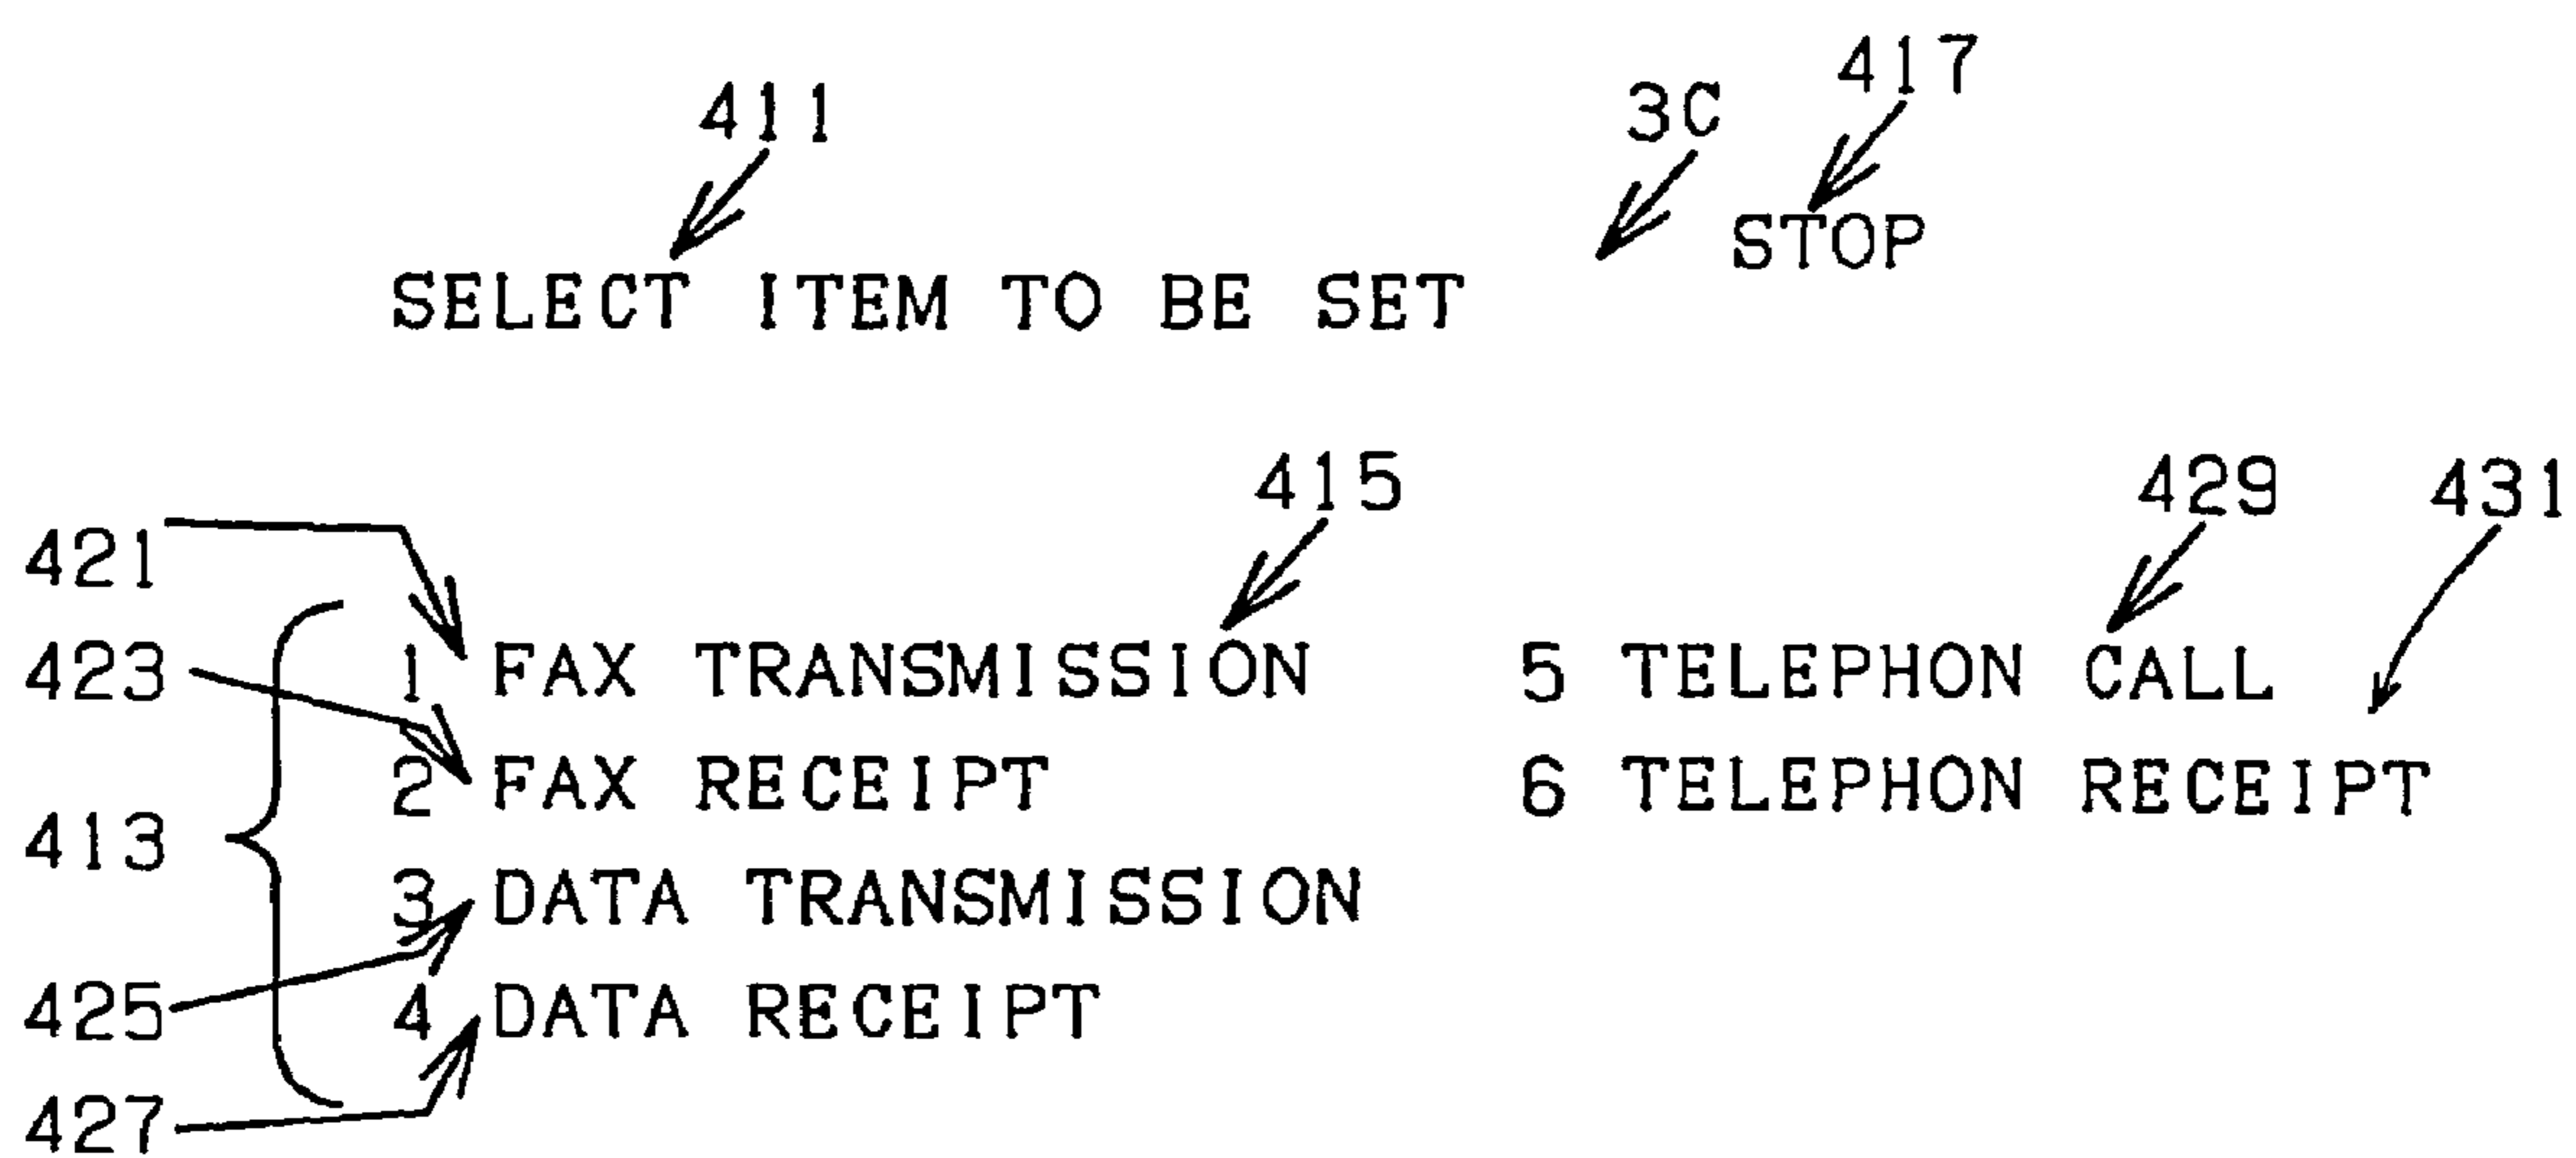 411 3C 417
STOP
SELECT ITEM TO BE SET
415 429 431
421
423 1 FAX TRANSMISSION 5 TELEPHON CALL
2 FAX RECEIPT 6 TELEPHON RECEIPT
413
3 DATA TRANSMISSION
425 4 DATA RECEIPT
427